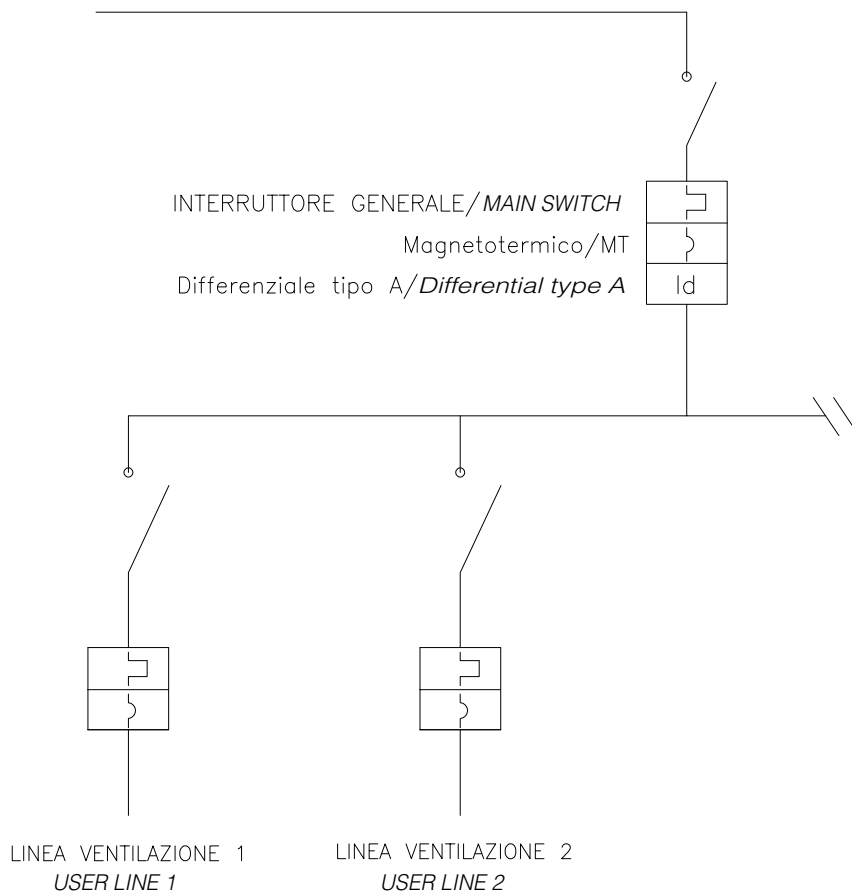 INTERRUTTORE GENERALE/MAIN SWITCH
Magnetotermico/MT
Differenziale tipo A/Differential type A
Id
LINEA VENTILAZIONE 1
USER LINE 1
LINEA VENTILAZIONE 2
USER LINE 2